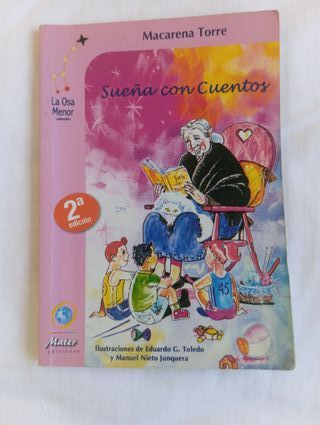 Macarena Torre
La Osa
Menor
Sueña con Cuentos
2ª
edición
45
Ilustraciones de Eduardo G. Toledo
y Manuel Nieto Junquera
Mater
ediciones